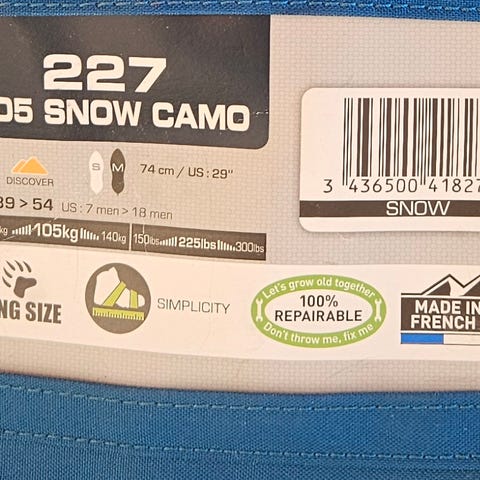 227
05 SNOW CAMO
DISCOVER
S M
74 cm / US : 29"
39 > 54 US : 7 men > 18 men
kg 105kg 140kg 150lbs 225lbs 300lbs
3 436500 41827
SNOW
NG SIZE
SIMPLICITY
Let's grow old together
100%
REPAIRABLE
Don't throw me, fix me
MADE IN
FRENCH